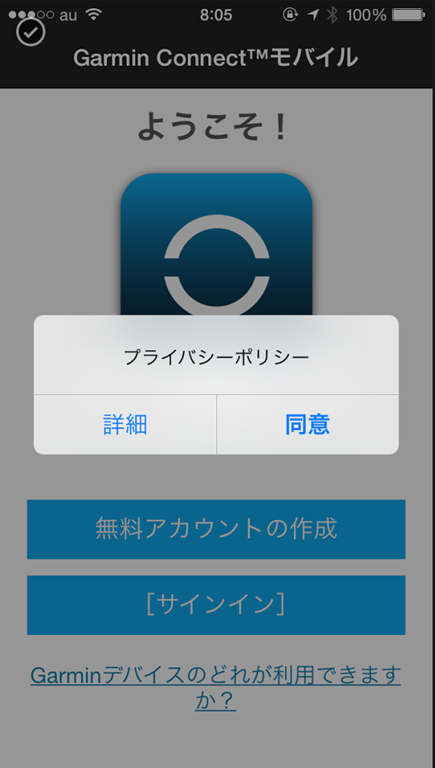 au 8:05 100%
Garmin Connect™モバイル
ようこそ！
プライバシーポリシー
詳細 同意
無料アカウントの作成
［サインイン］
Garminデバイスのどれが利用できます
か？